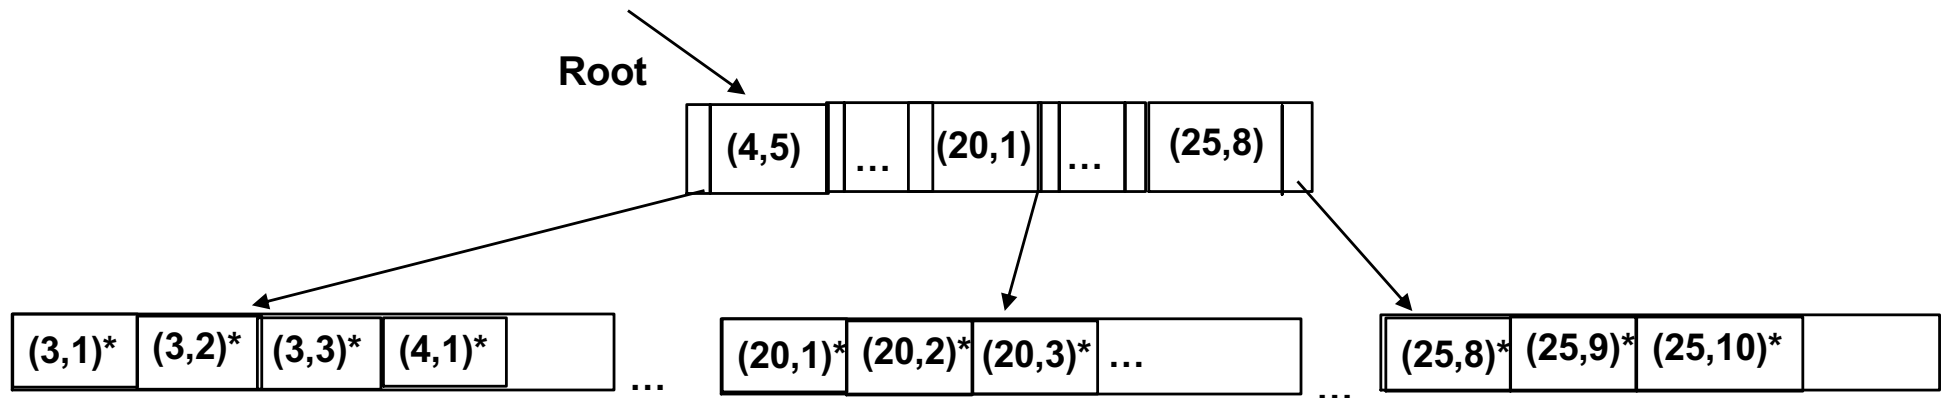 Root
(4,5) … (20,1) … (25,8)
(3,1)* (3,2)* (3,3)* (4,1)* … (20,1)* (20,2)* (20,3)* … … (25,8)* (25,9)* (25,10)*